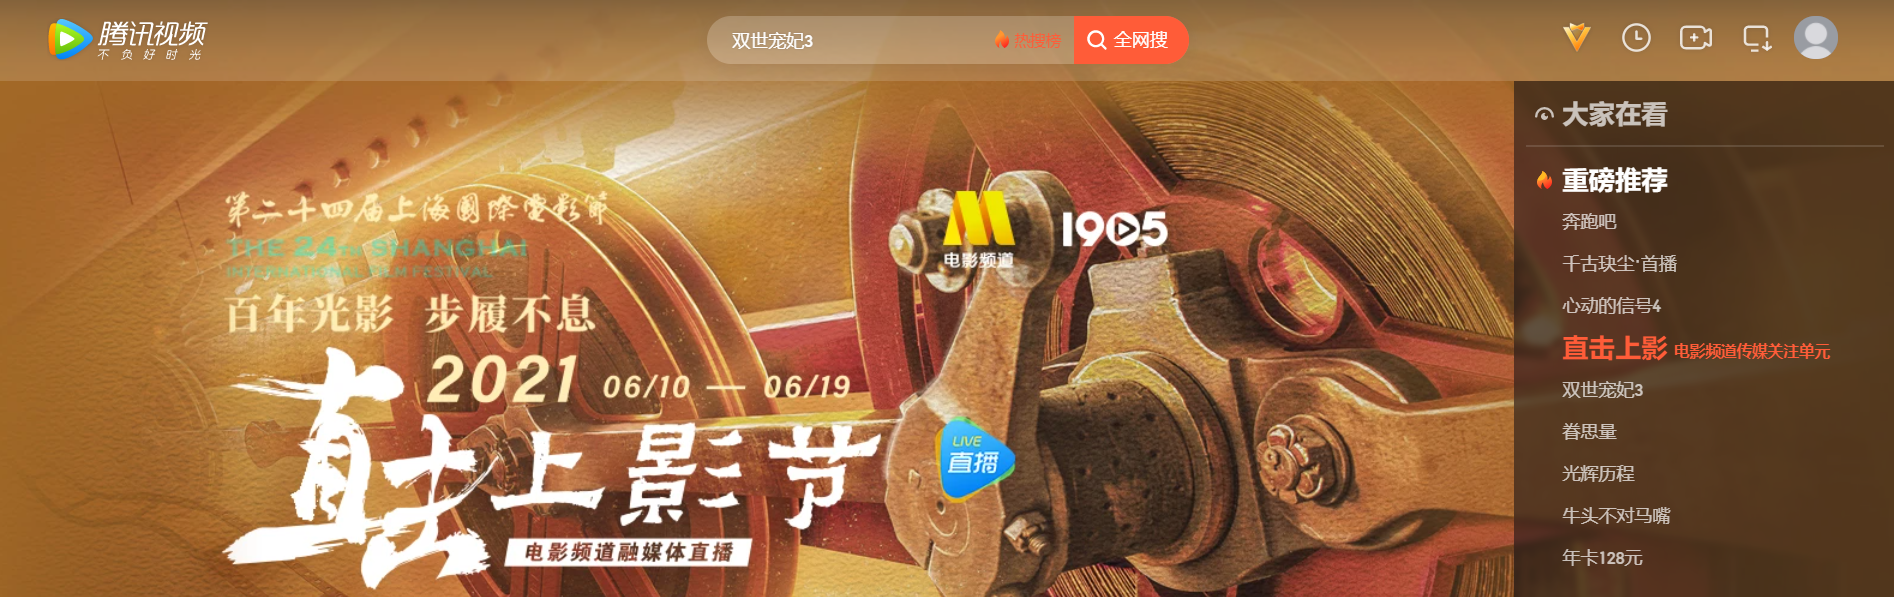 腾讯视频
不负好时光
双世宠妃3
热搜榜
全网搜
第二十四届上海國際電影節
THE 24TH SHANGHAI
INTERNATIONAL FILM FESTIVAL
百年光影 步履不息
2021 06/10 — 06/19
直击上影节
电影频道融媒体直播
电影频道
1905
LIVE
直播
大家在看
重磅推荐
奔跑吧
千古玦尘·首播
心动的信号4
直击上影 电影频道传媒关注单元
双世宠妃3
眷思量
光辉历程
牛头不对马嘴
年卡128元